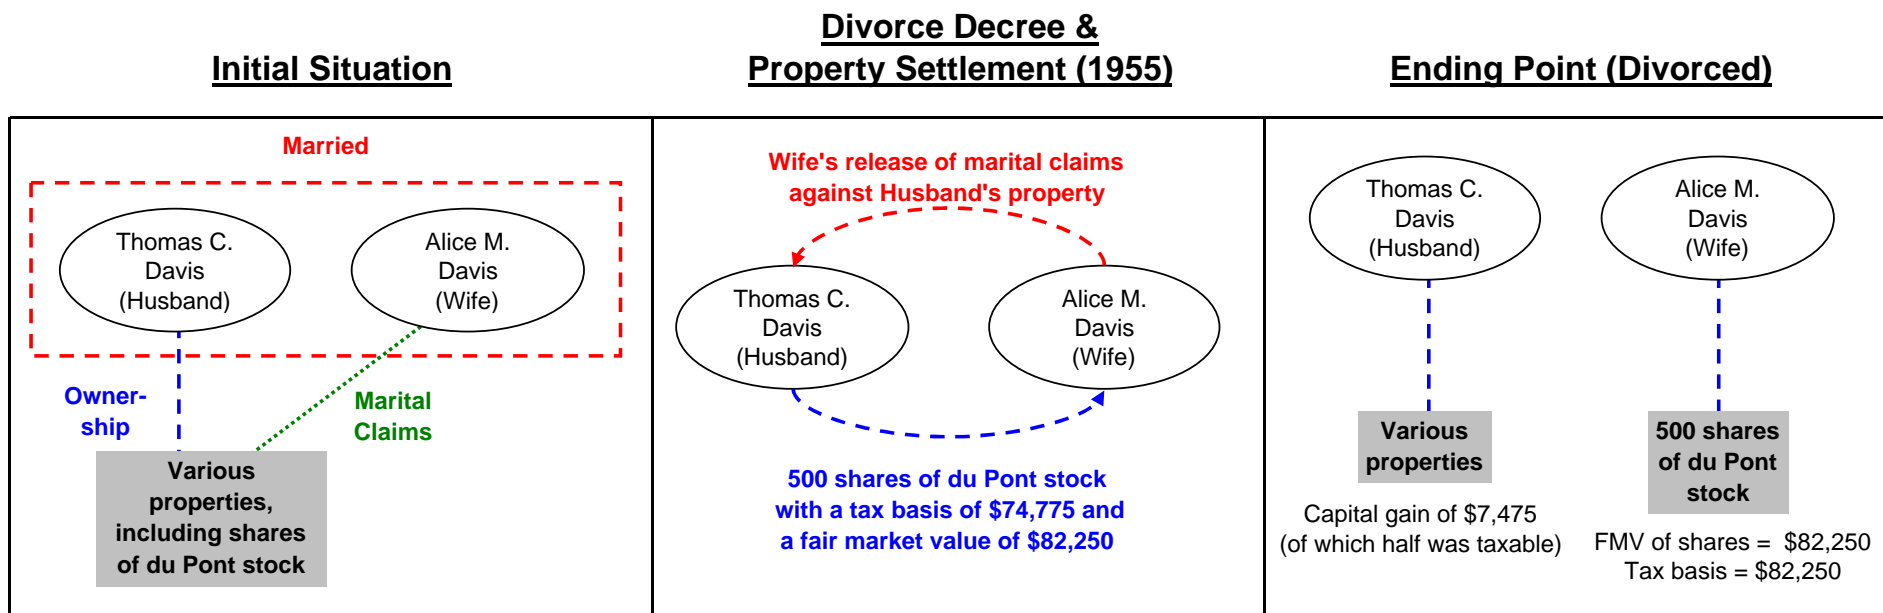 Initial Situation
Married
Thomas C.
Davis
(Husband)
Alice M.
Davis
(Wife)
Owner-
ship
Marital
Claims
Various
properties,
including shares
of du Pont stock
Divorce Decree &
Property Settlement (1955)
Wife's release of marital claims
against Husband's property
Thomas C.
Davis
(Husband)
Alice M.
Davis
(Wife)
500 shares of du Pont stock
with a tax basis of $74,775 and
a fair market value of $82,250
Ending Point (Divorced)
Thomas C.
Davis
(Husband)
Alice M.
Davis
(Wife)
Various
properties
500 shares
of du Pont
stock
Capital gain of $7,475
(of which half was taxable)
FMV of shares = $82,250
Tax basis = $82,250